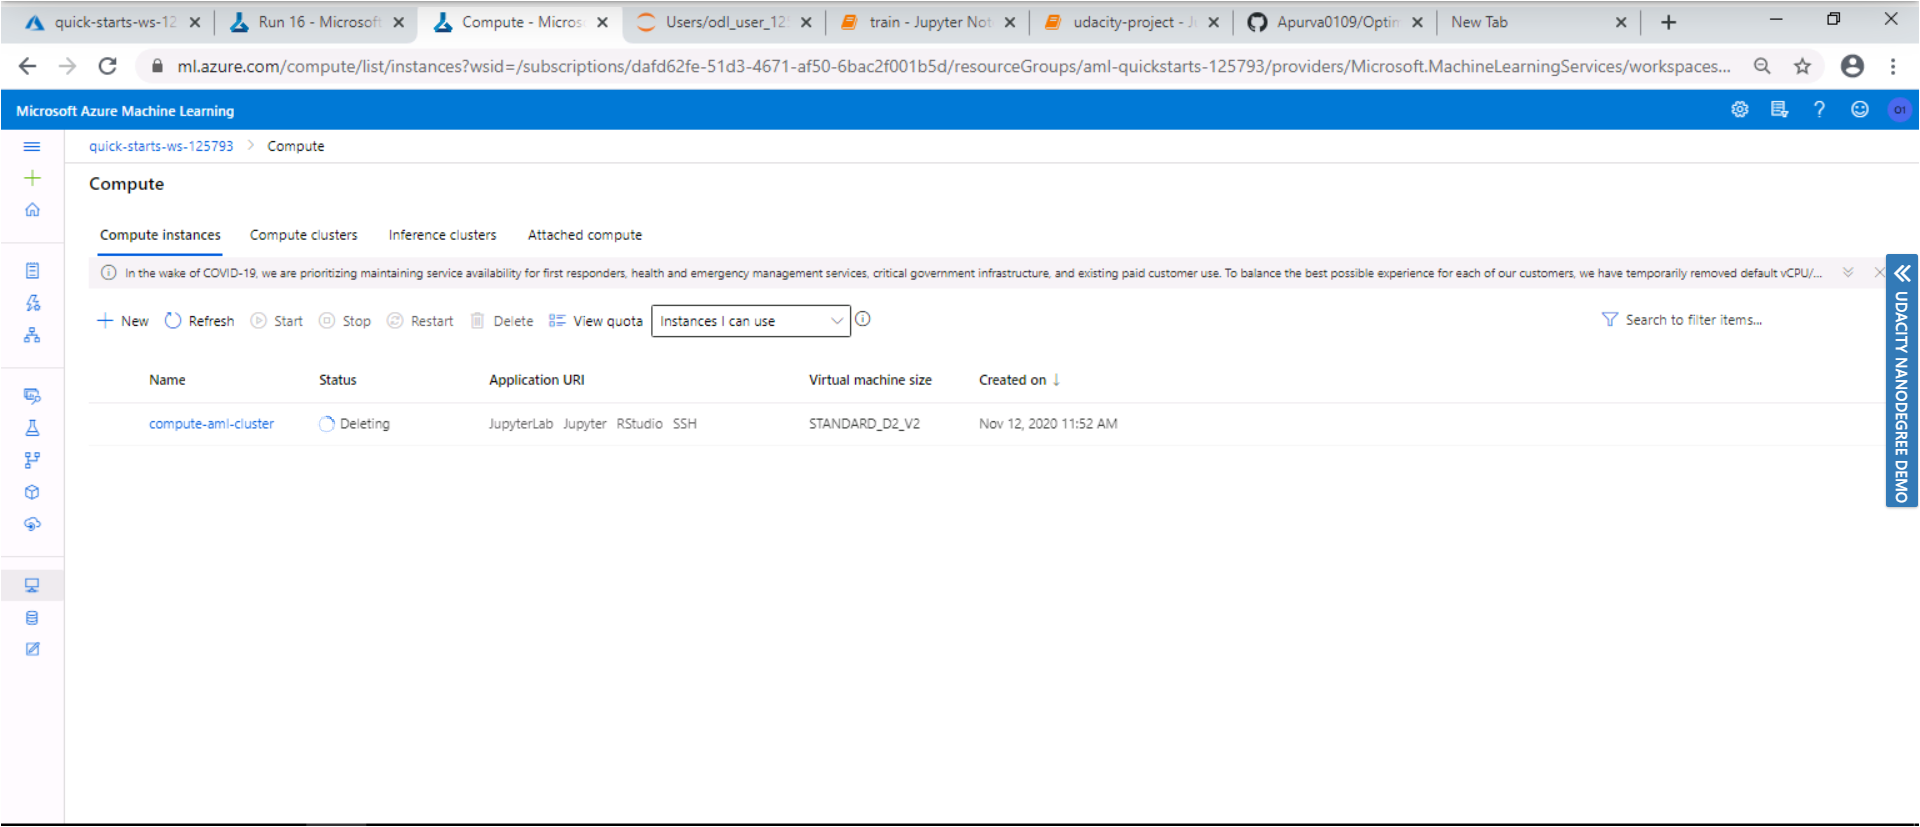 quick-starts-ws-12
Run 16 - Microsoft
Compute - Micros
Users/odl_user_12
train - Jupyter Not
udacity-project - J
Apurva0109/Optim
New Tab
ml.azure.com/compute/list/instances?wsid=/subscriptions/dafd62fe-51d3-4671-af50-6bac2f001b5d/resourceGroups/aml-quickstarts-125793/providers/Microsoft.MachineLearningServices/workspaces...
Microsoft Azure Machine Learning
01
quick-starts-ws-125793 > Compute
Compute
Compute instances Compute clusters Inference clusters Attached compute
In the wake of COVID-19, we are prioritizing maintaining service availability for first responders, health and emergency management services, critical government infrastructure, and existing paid customer use. To balance the best possible experience for each of our customers, we have temporarily removed default vCPU/...
New Refresh Start Stop Restart Delete View quota Instances I can use Search to filter items...
Name Status Application URI Virtual machine size Created on ↓
compute-aml-cluster Deleting JupyterLab Jupyter RStudio SSH STANDARD_D2_V2 Nov 12, 2020 11:52 AM
UDACITY NANODEGREE DEMO